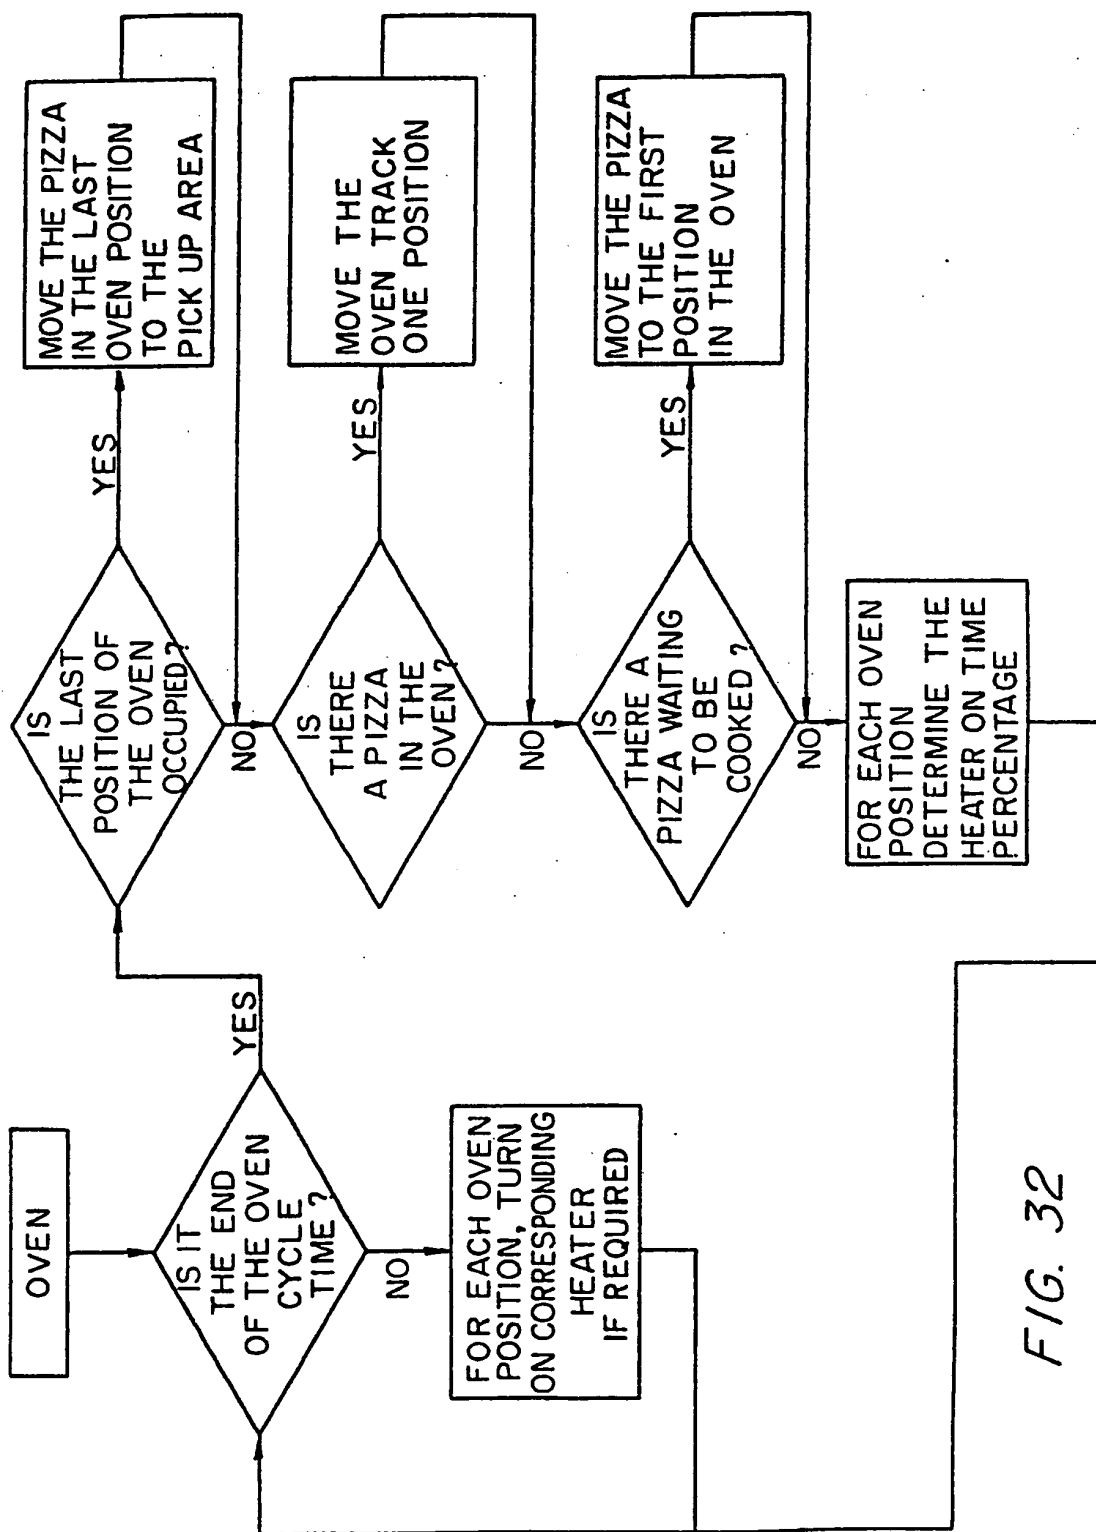 OVEN
IS IT
THE END
OF THE OVEN
CYCLE
TIME?
YES
NO
FOR EACH OVEN
POSITION, TURN
ON CORRESPONDING
HEATER
IF REQUIRED
IS
THE LAST
POSITION OF
THE OVEN
OCCUPIED?
YES
NO
MOVE THE PIZZA
IN THE LAST
OVEN POSITION
TO THE
PICK UP AREA
IS
THERE
A PIZZA
IN THE
OVEN?
YES
NO
MOVE THE
OVEN TRACK
ONE POSITION
IS
THERE A
PIZZA WAITING
TO BE
COOKED?
YES
NO
MOVE THE PIZZA
TO THE FIRST
POSITION
IN THE OVEN
FOR EACH OVEN
POSITION
DETERMINE THE
HEATER ON TIME
PERCENTAGE
FIG. 32